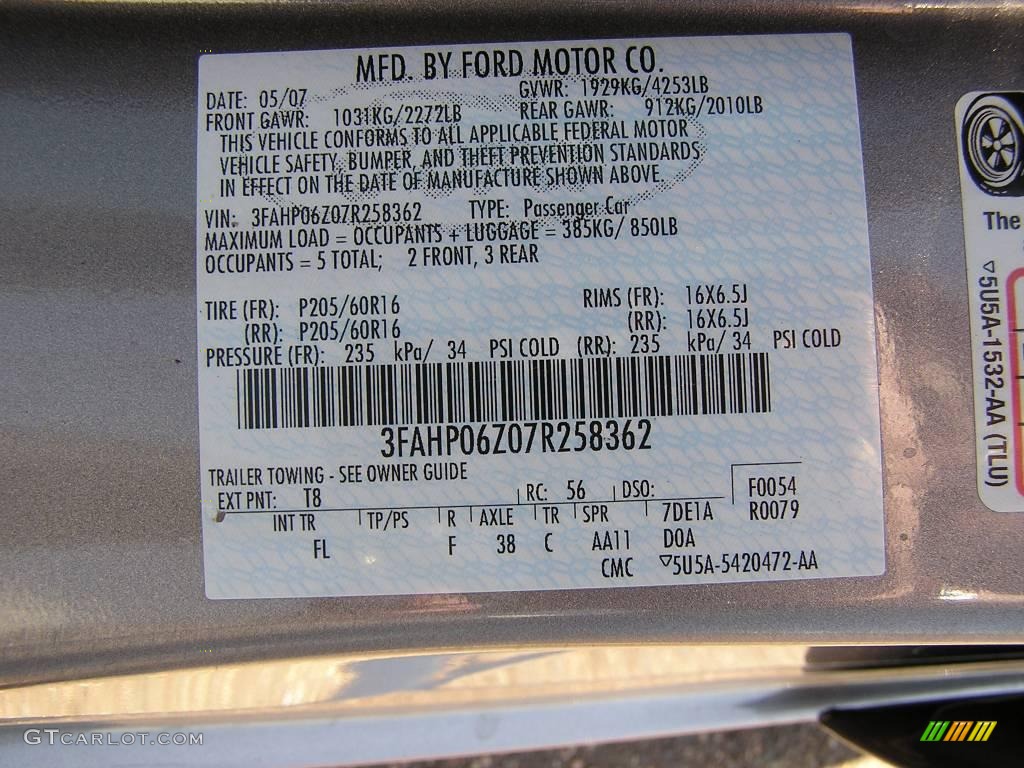 MFD. BY FORD MOTOR CO.
DATE: 05/07 GVWR: 1929KG/4253LB
FRONT GAWR: 1031KG/2272LB REAR GAWR: 912KG/2010LB
THIS VEHICLE CONFORMS TO ALL APPLICABLE FEDERAL MOTOR
VEHICLE SAFETY, BUMPER, AND THEFT PREVENTION STANDARDS
IN EFFECT ON THE DATE OF MANUFACTURE SHOWN ABOVE.
VIN: 3FAHP06Z07R258362 TYPE: Passenger Car
MAXIMUM LOAD = OCCUPANTS + LUGGAGE = 385KG/ 850LB
OCCUPANTS = 5 TOTAL; 2 FRONT, 3 REAR
TIRE (FR): P205/60R16 RIMS (FR): 16X6.5J
(RR): P205/60R16 (RR): 16X6.5J
PRESSURE (FR): 235 kPa/ 34 PSI COLD (RR): 235 kPa/ 34 PSI COLD
3FAHP06Z07R258362
TRAILER TOWING - SEE OWNER GUIDE
EXT PNT: T8 RC: 56 DSO: F0054
INT TR TP/PS R AXLE TR SPR 7DE1A R0079
FL F 38 C AA11 DOA
CMC ▽5U5A-5420472-AA
The
▽5U5A-1532-AA (TLU)
GTCARLOT.COM